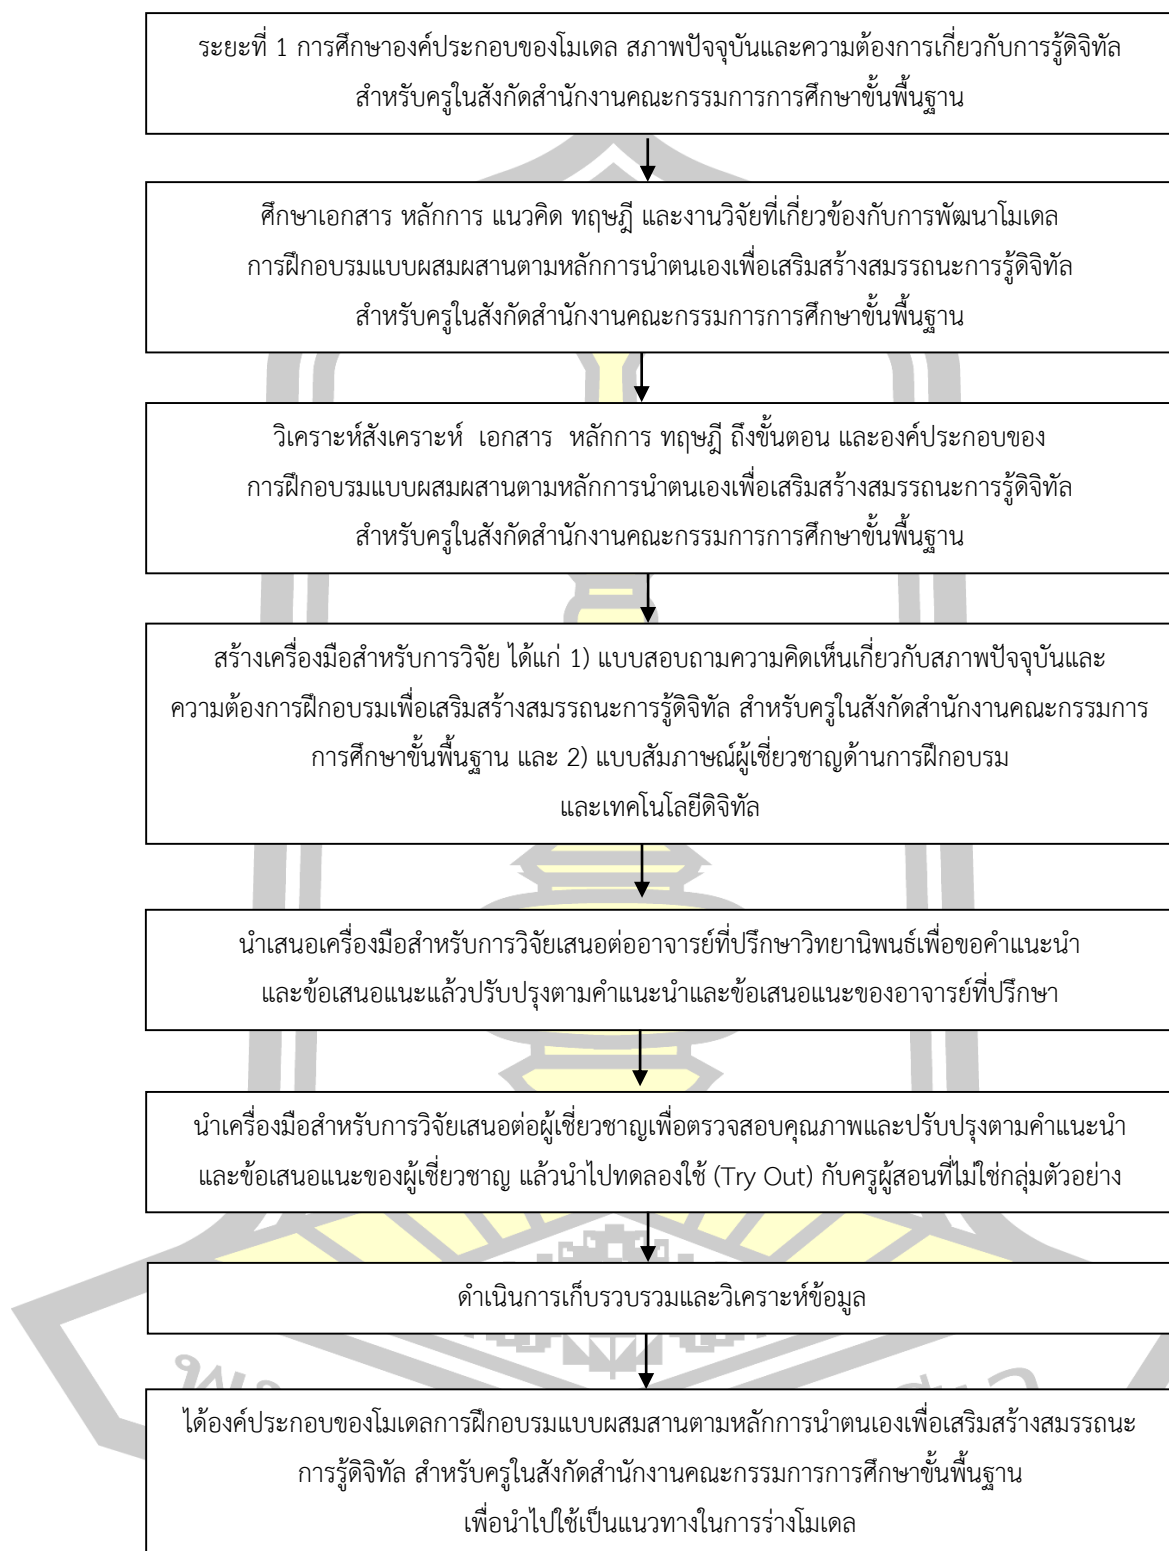 ระยะที่ 1 การศึกษาองค์ประกอบของโมเดล สภาพปัจจุบันและความต้องการเกี่ยวกับการรู้ดิจิทัล
สำหรับครูในสังกัดสำนักงานคณะกรรมการการศึกษาขั้นพื้นฐาน
ศึกษาเอกสาร หลักการ แนวคิด ทฤษฎี และงานวิจัยที่เกี่ยวข้องกับการพัฒนาโมเดล
การฝึกอบรมแบบผสมผสานตามหลักการนำตนเองเพื่อเสริมสร้างสมรรถนะการรู้ดิจิทัล
สำหรับครูในสังกัดสำนักงานคณะกรรมการการศึกษาขั้นพื้นฐาน
วิเคราะห์สังเคราะห์ เอกสาร หลักการ ทฤษฎี ถึงขั้นตอน และองค์ประกอบของ
การฝึกอบรมแบบผสมผสานตามหลักการนำตนเองเพื่อเสริมสร้างสมรรถนะการรู้ดิจิทัล
สำหรับครูในสังกัดสำนักงานคณะกรรมการการศึกษาขั้นพื้นฐาน
สร้างเครื่องมือสำหรับการวิจัย ได้แก่ 1) แบบสอบถามความคิดเห็นเกี่ยวกับสภาพปัจจุบันและ
ความต้องการฝึกอบรมเพื่อเสริมสร้างสมรรถนะการรู้ดิจิทัล สำหรับครูในสังกัดสำนักงานคณะกรรมการ
การศึกษาขั้นพื้นฐาน และ 2) แบบสัมภาษณ์ผู้เชี่ยวชาญด้านการฝึกอบรม
และเทคโนโลยีดิจิทัล
นำเสนอเครื่องมือสำหรับการวิจัยเสนอต่ออาจารย์ที่ปรึกษาวิทยานิพนธ์เพื่อขอคำแนะนำ
และข้อเสนอแนะแล้วปรับปรุงตามคำแนะนำและข้อเสนอแนะของอาจารย์ที่ปรึกษา
นำเครื่องมือสำหรับการวิจัยเสนอต่อผู้เชี่ยวชาญเพื่อตรวจสอบคุณภาพและปรับปรุงตามคำแนะนำ
และข้อเสนอแนะของผู้เชี่ยวชาญ แล้วนำไปทดลองใช้ (Try Out) กับครูผู้สอนที่ไม่ใช่กลุ่มตัวอย่าง
ดำเนินการเก็บรวบรวมและวิเคราะห์ข้อมูล
ได้องค์ประกอบของโมเดลการฝึกอบรมแบบผสมสานตามหลักการนำตนเองเพื่อเสริมสร้างสมรรถนะ
การรู้ดิจิทัล สำหรับครูในสังกัดสำนักงานคณะกรรมการการศึกษาขั้นพื้นฐาน
เพื่อนำไปใช้เป็นแนวทางในการร่างโมเดล